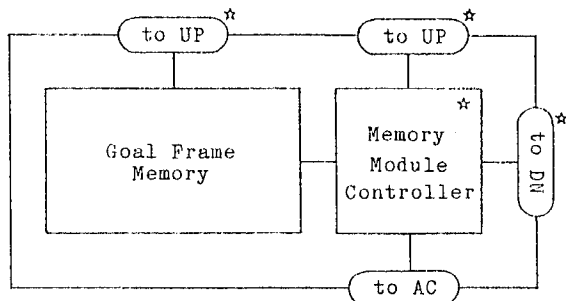 to UP ☆
to UP ☆
Goal Frame
Memory
☆
Memory
Module
Controller
to DN ☆
to AC